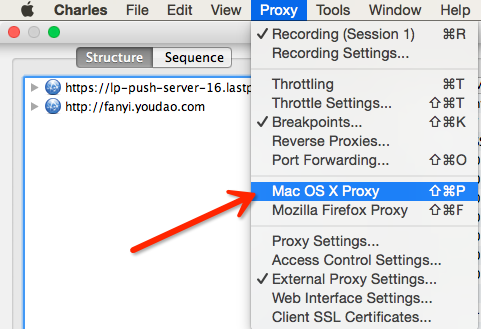 Charles File Edit View Proxy Tools Window Help
Structure Sequence
https://lp-push-server-16.lastp
http://fanyi.youdao.com
✓ Recording (Session 1) ⌘R
Recording Settings...
Throttling ⌘T
Throttle Settings... ⇧⌘T
✓ Breakpoints... ⇧⌘K
Reverse Proxies...
Port Forwarding... ⇧⌘O
Mac OS X Proxy ⇧⌘P
Mozilla Firefox Proxy ⇧⌘F
Proxy Settings...
Access Control Settings...
✓ External Proxy Settings...
Web Interface Settings...
Client SSL Certificates...